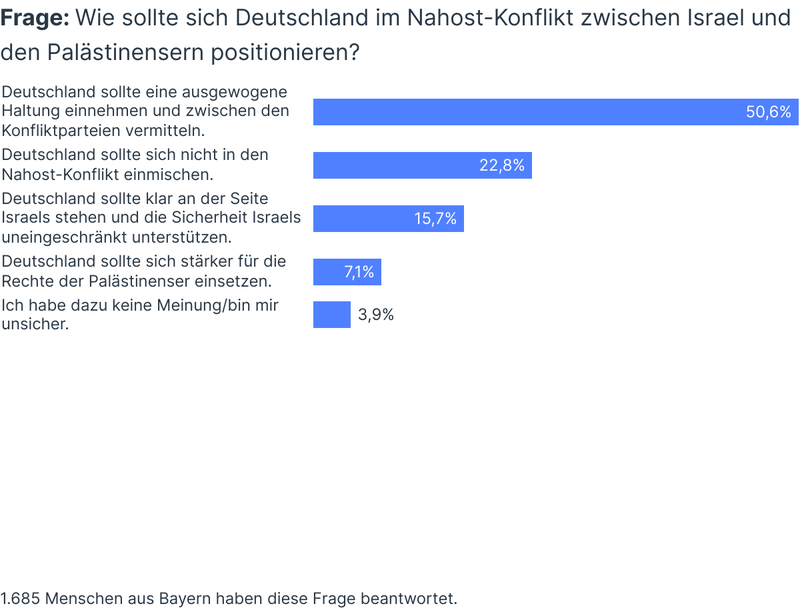 Frage: Wie sollte sich Deutschland im Nahost-Konflikt zwischen Israel und
den Palästinensern positionieren?
Deutschland sollte eine ausgewogene
Haltung einnehmen und zwischen den
Konfliktparteien vermitteln.
50,6%
Deutschland sollte sich nicht in den
Nahost-Konflikt einmischen.
22,8%
Deutschland sollte klar an der Seite
Israels stehen und die Sicherheit Israels
uneingeschränkt unterstützen.
15,7%
Deutschland sollte sich stärker für die
Rechte der Palästinenser einsetzen.
7,1%
Ich habe dazu keine Meinung/bin mir
unsicher.
3,9%
1.685 Menschen aus Bayern haben diese Frage beantwortet.